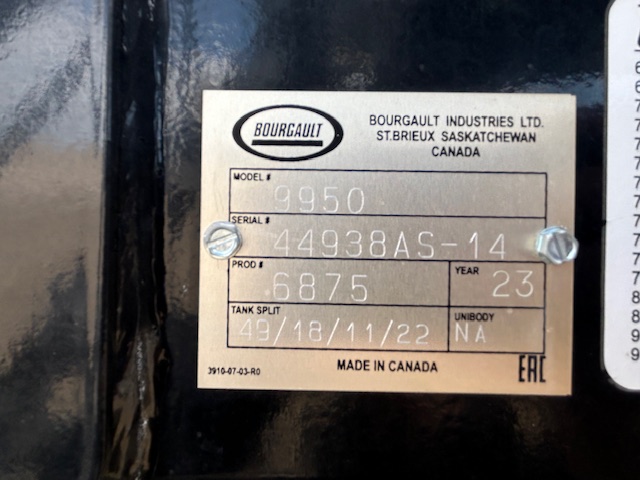 BOURGAULT
BOURGAULT INDUSTRIES LTD.
ST.BRIEUX SASKATCHEWAN
CANADA
MODEL #
9950
SERIAL #
44938AS-14
PROD # YEAR
6875 23
TANK SPLIT UNIBODY
49/18/11/22 NA
MADE IN CANADA
3910-07-03-R0 EAC